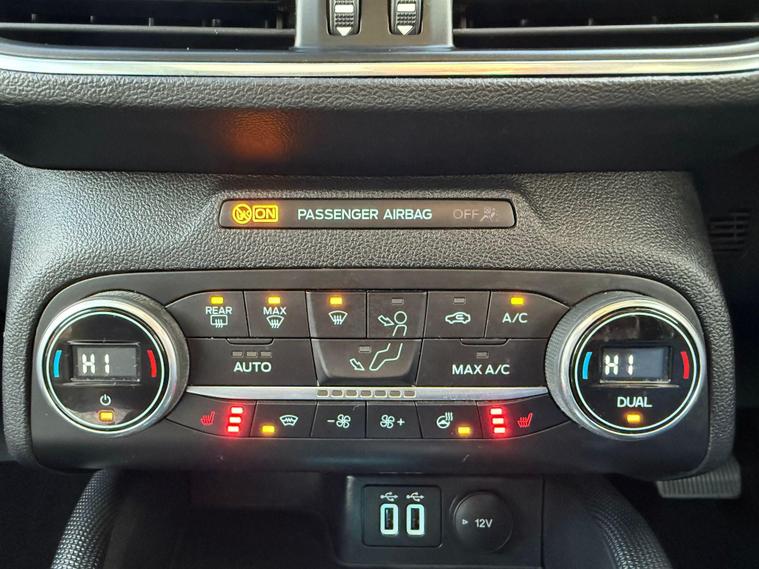 ON PASSENGER AIRBAG OFF
REAR MAX A/C
HI AUTO MAX A/C HI
DUAL
- +
12V